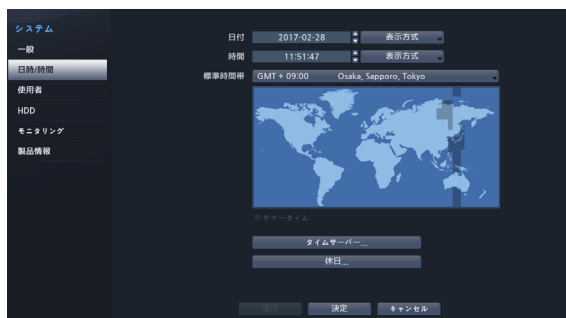 システム
一般
日時/時間
使用者
HDD
モニタリング
製品情報
日付 2017-02-28 表示方式
時間 11:51:47 表示方式
標準時間帯 GMT + 09:00 Osaka, Sapporo, Tokyo
サマータイム
タイムサーバー...
休日...
決定 キャンセル